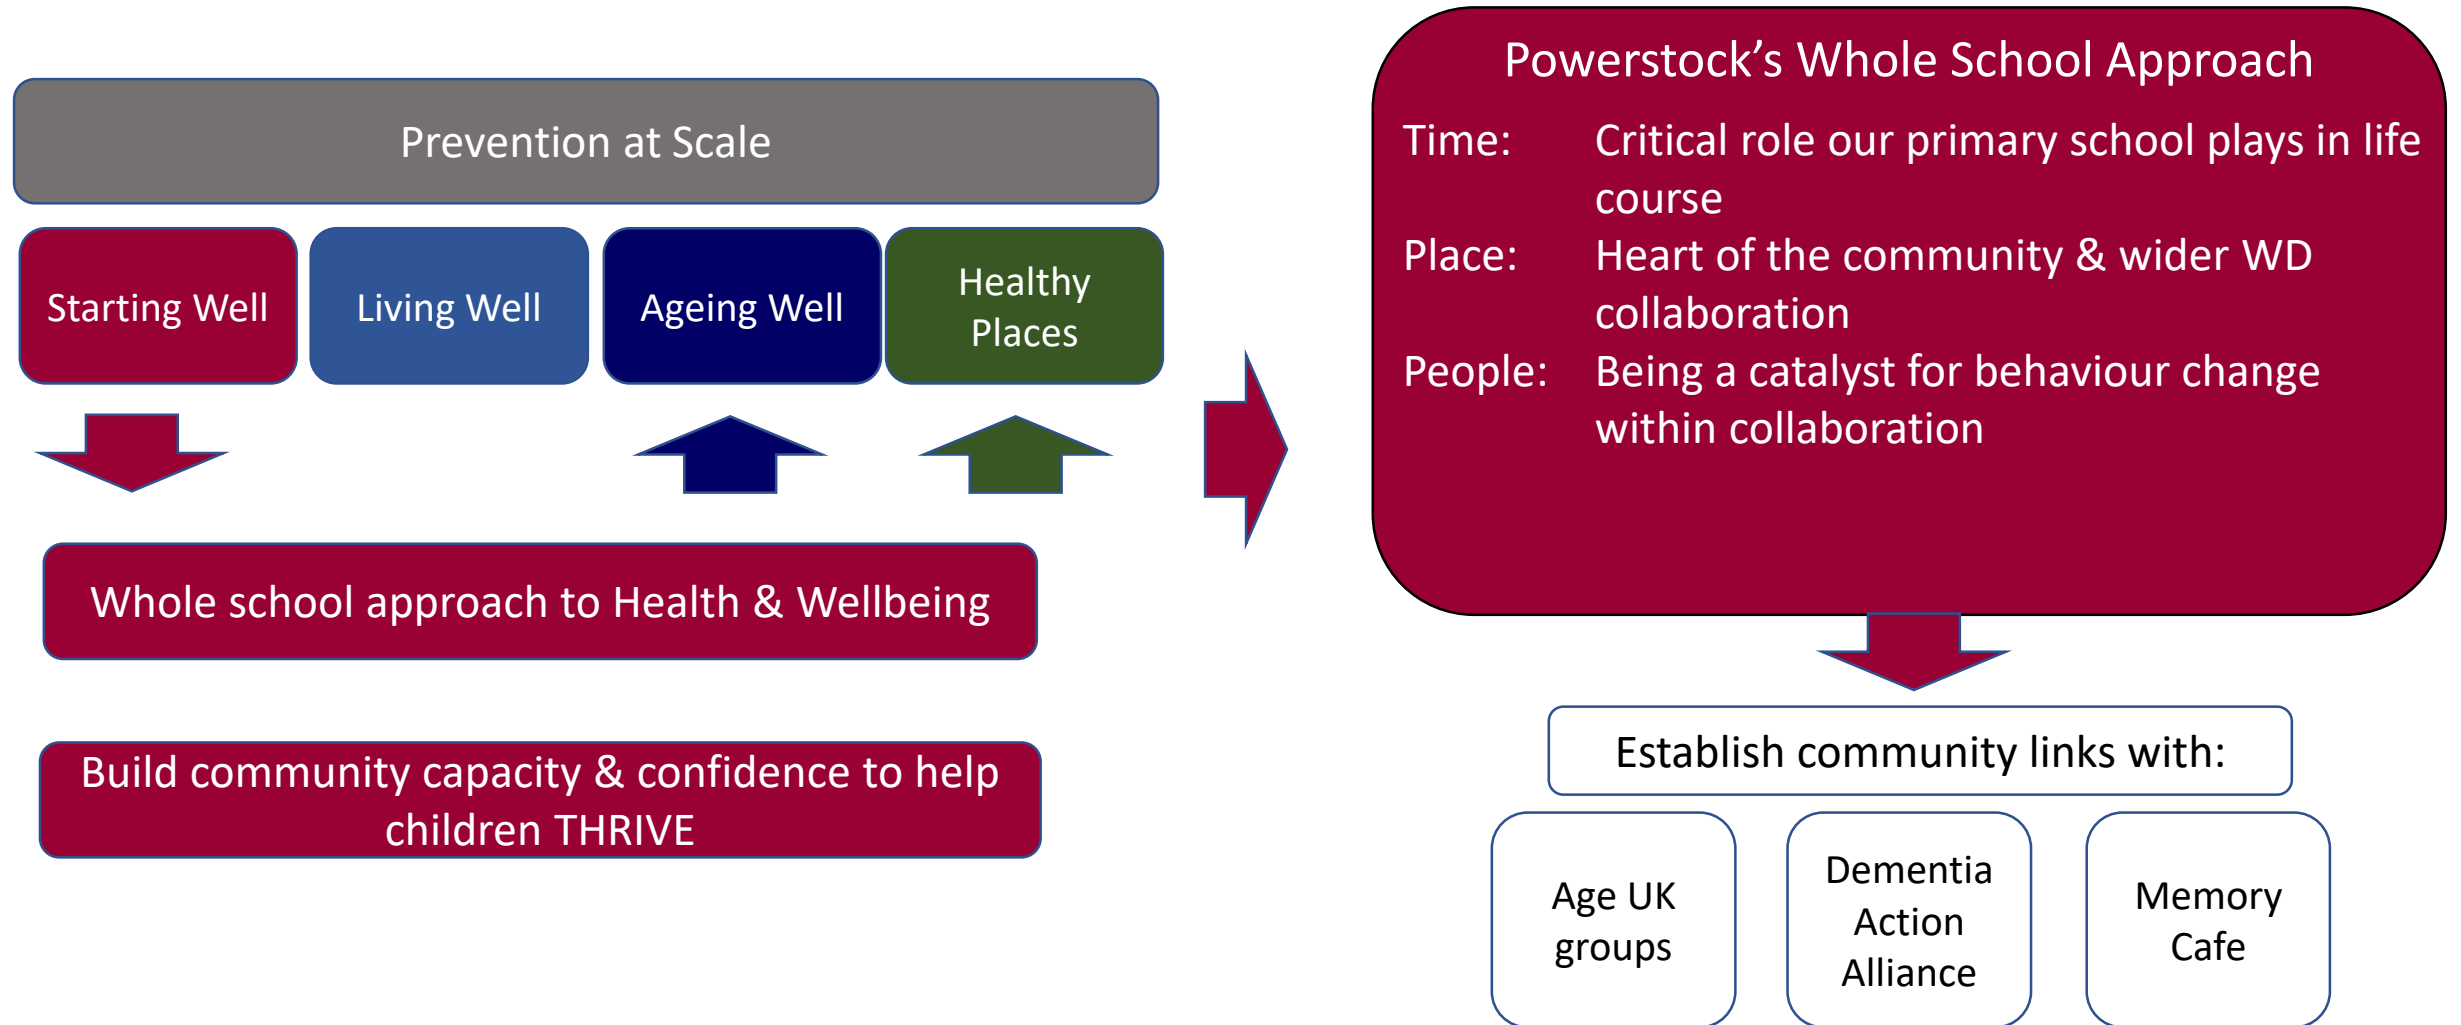 Prevention at Scale
Starting Well
Living Well
Ageing Well
Healthy
Places
Whole school approach to Health & Wellbeing
Build community capacity & confidence to help
children THRIVE
Powerstock’s Whole School Approach
Time: Critical role our primary school plays in life
course
Place: Heart of the community & wider WD
collaboration
People: Being a catalyst for behaviour change
within collaboration
Establish community links with:
Age UK
groups
Dementia
Action
Alliance
Memory
Cafe